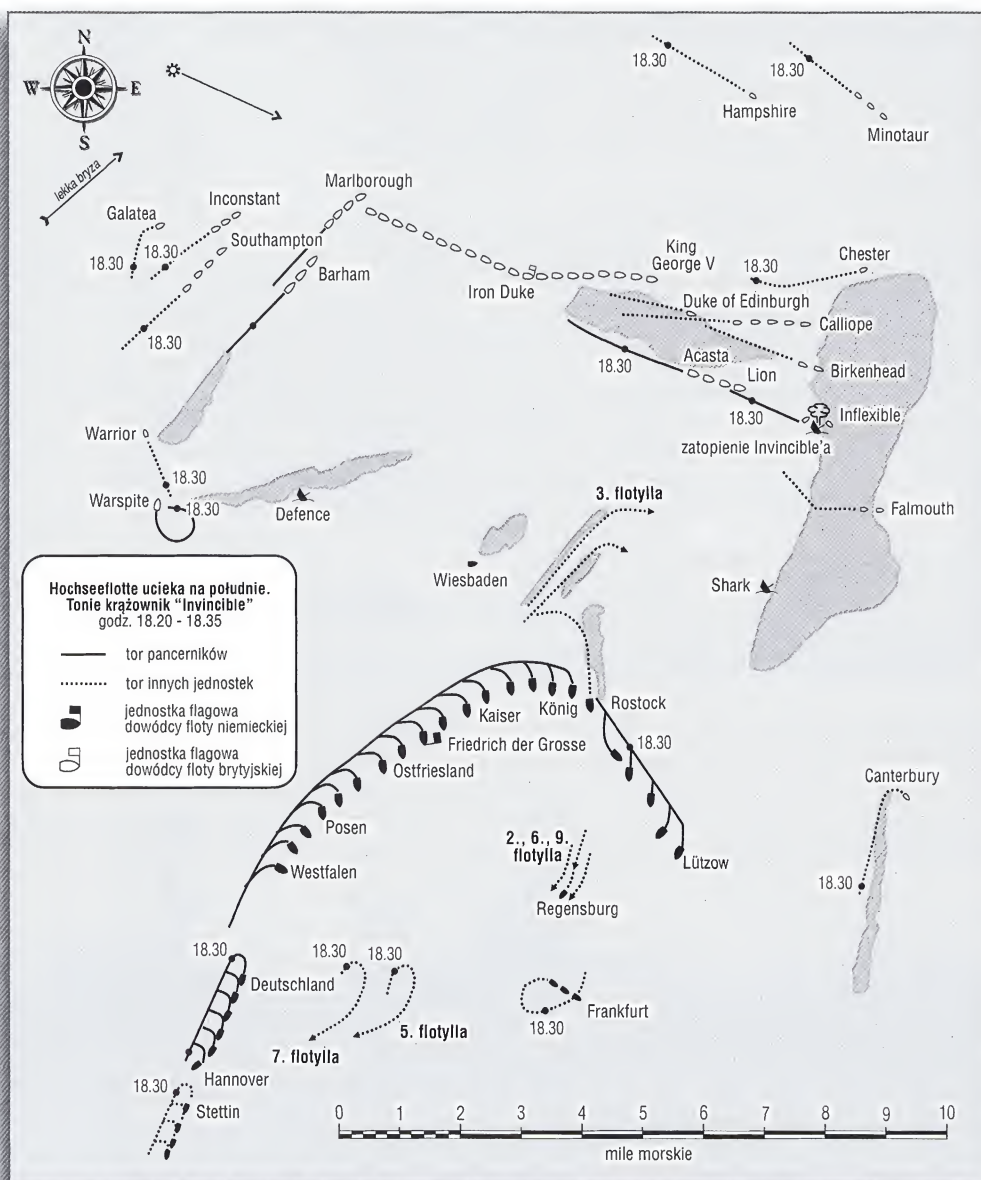 N
W
E
S
lekka bryza
18.30
Hampshire
18.30
Minotaur
Marlborough
Galatea
Inconstant
18.30
18.30
Southampton
Barham
18.30
Iron Duke
King
George V
18.30
Chester
Duke of Edinburgh
Calliope
18.30
Acasta
Lion
Birkenhead
18.30
Inflexible
zatopienie Invincible'a
Warrior
18.30
Warspite
18.30
Defence
3. flotylla
Falmouth
Wiesbaden
Shark
Hochseeflotte ucieka na południe.
Tonie krążownik "Invincible"
godz. 18.20 - 18.35
tor pancerników
tor innych jednostek
jednostka flagowa
dowódcy floty niemieckiej
jednostka flagowa
dowódcy floty brytyjskiej
Kaiser
König
Rostock
Friedrich der Grosse
18.30
Ostfriesland
Posen
Westfalen
Lützow
Canterbury
18.30
2., 6., 9.
flotylla
Regensburg
18.30
Deutschland
18.30
18.30
5. flotylla
7. flotylla
Frankfurt
18.30
Hannover
18.30
Stettin
0 1 2 3 4 5 6 7 8 9 10
mile morskie